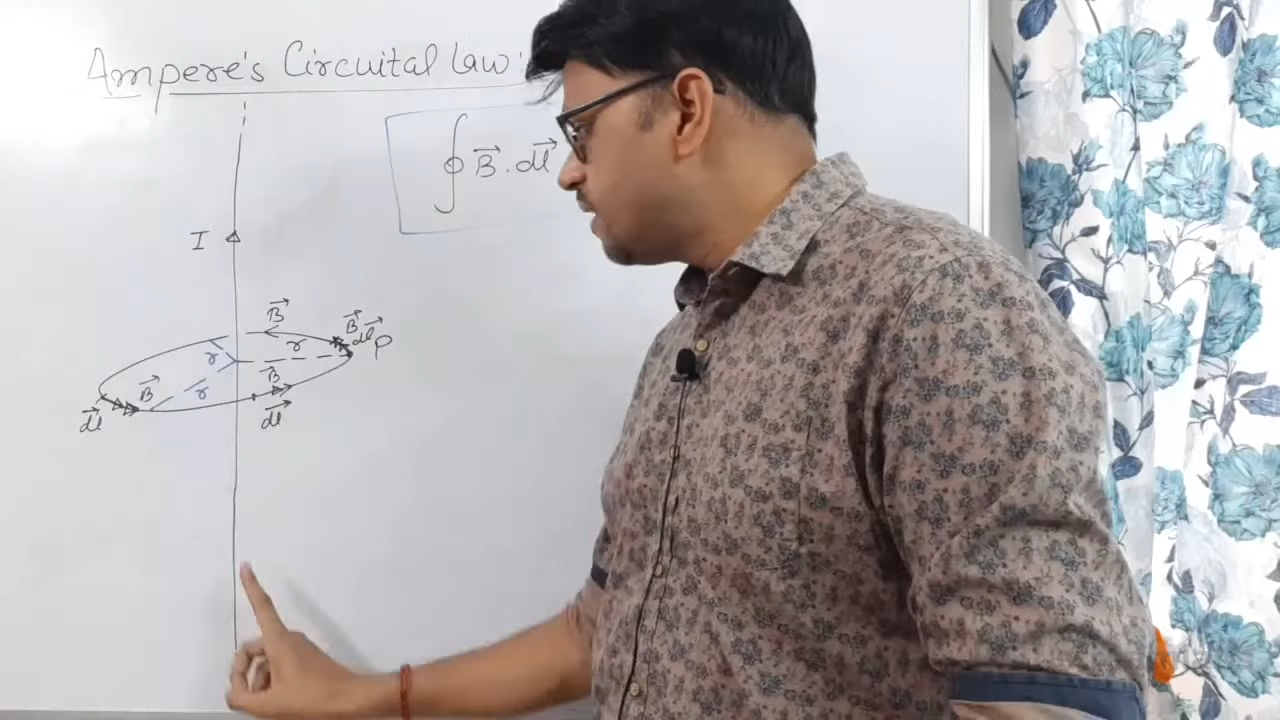 Ampere's Circuital Law:
∮ B⃗ . dl⃗
I
B⃗
B⃗
dl⃗ P
r
r
B⃗
r
B⃗
dl⃗
dl⃗